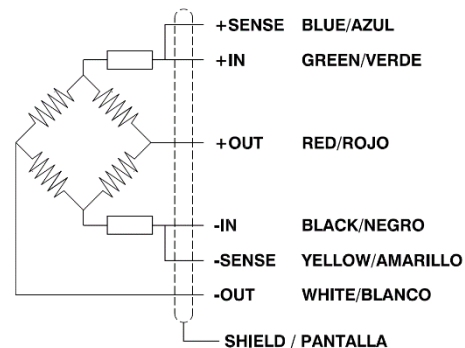 +SENSE BLUE/AZUL
+IN GREEN/VERDE
+OUT RED/ROJO
-IN BLACK/NEGRO
-SENSE YELLOW/AMARILLO
-OUT WHITE/BLANCO
SHIELD / PANTALLA